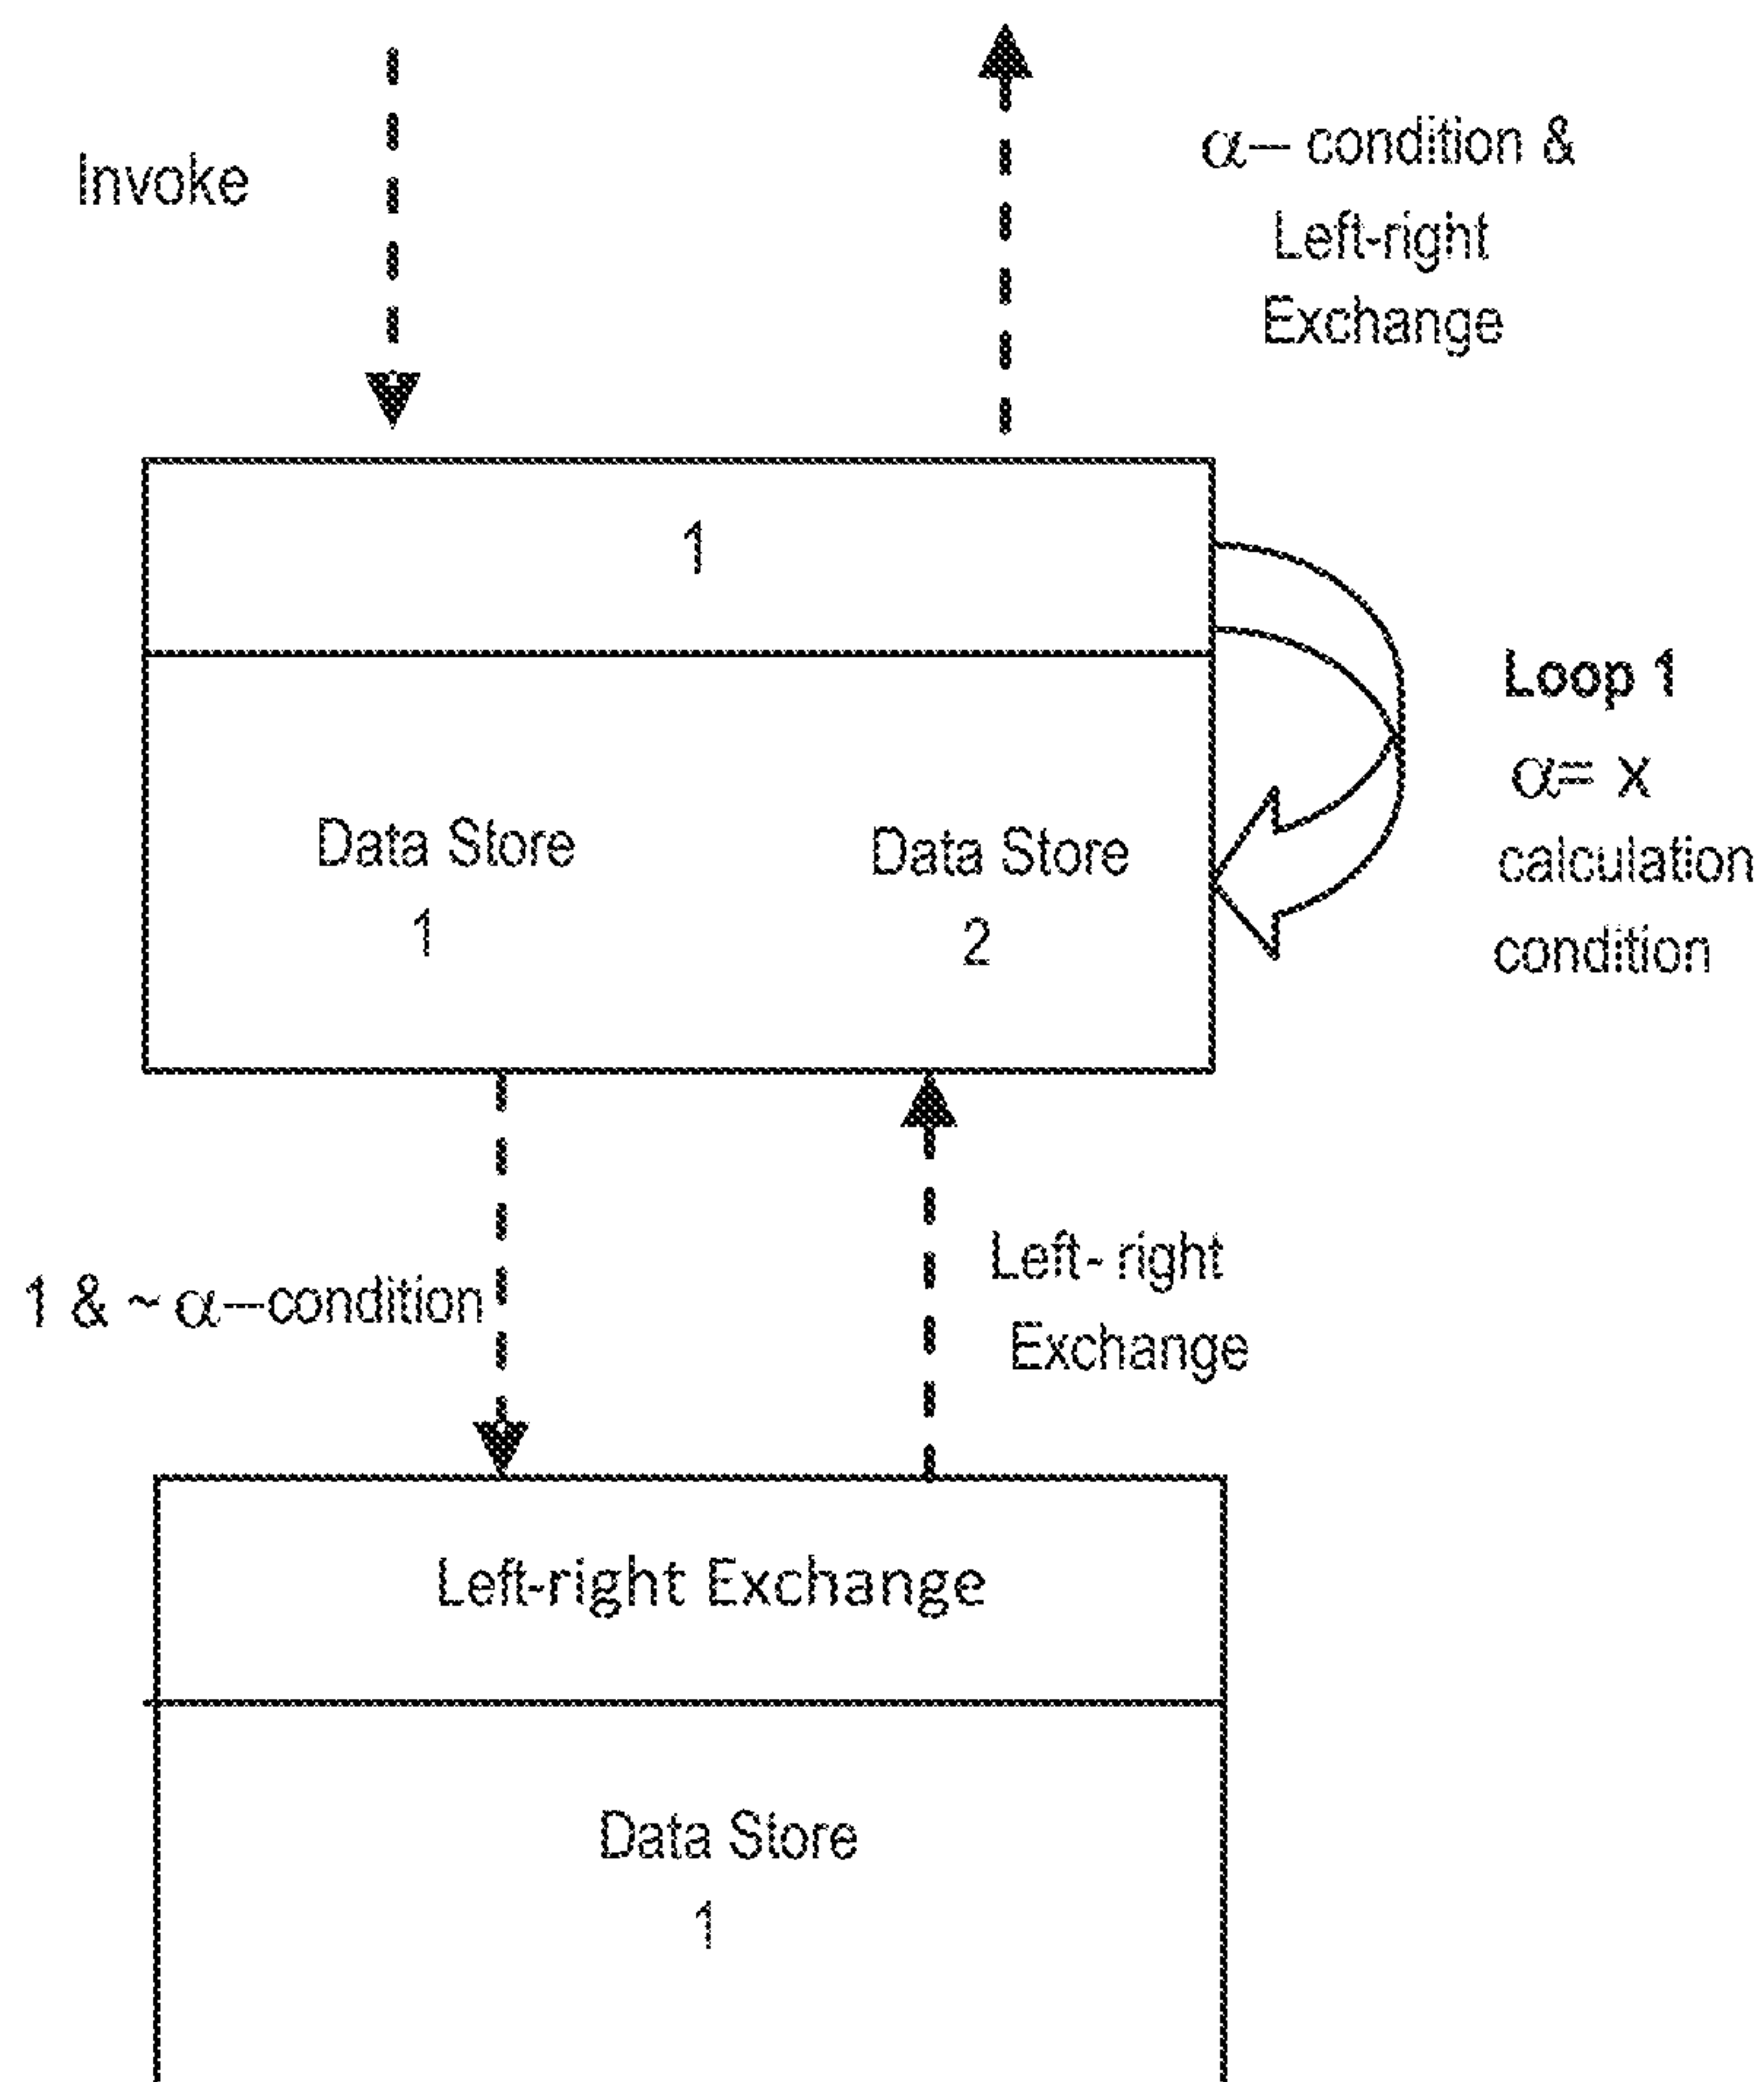 Invoke
α– condition &
Left-right
Exchange
1
Loop 1
α= x
calculation
condition
Data Store
1
Data Store
2
1 & ~ α–condition
Left- right
Exchange
Left-right Exchange
Data Store
1